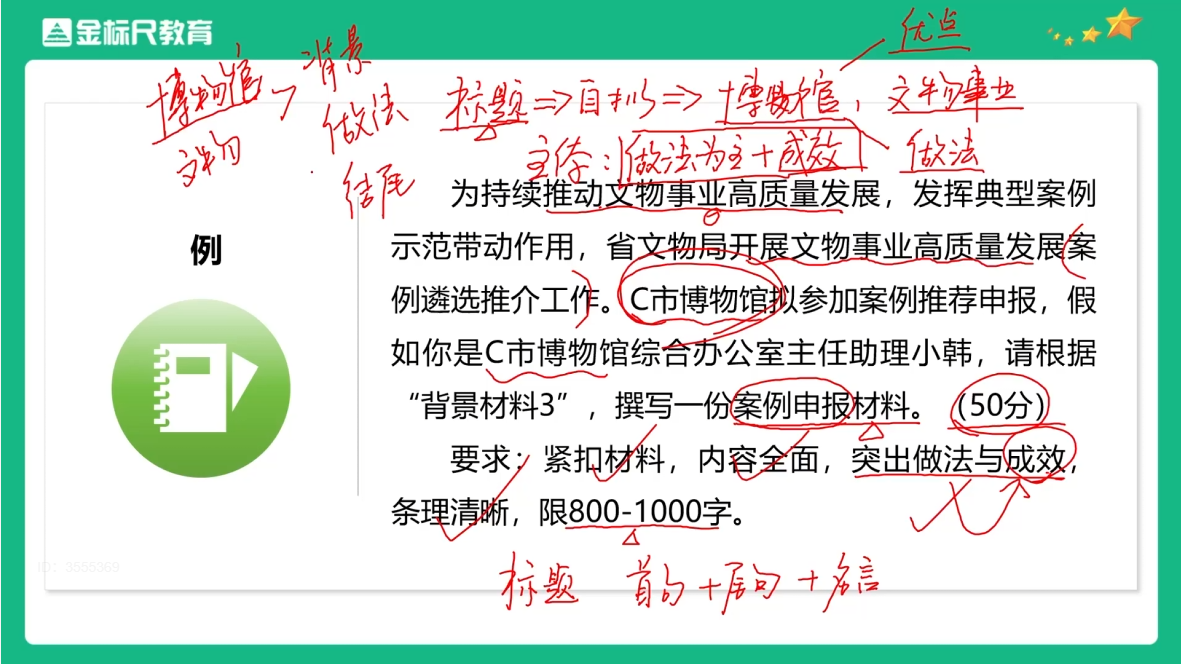 金标尺教育
优点
博物馆 背景
标题⇒自拟⇒博物馆，文物事业
文物 做法
主体：做法为主+成效 做法
结尾
为持续推动文物事业高质量发展，发挥典型案例
示范带动作用，省文物局开展文物事业高质量发展案
例遴选推介工作。C市博物馆拟参加案例推荐申报，假
如你是C市博物馆综合办公室主任助理小韩，请根据
“背景材料3”，撰写一份案例申报材料。（50分）
要求：紧扣材料，内容全面，突出做法与成效，
条理清晰，限800-1000字。
例
ID: 3555369
标题 首句+尾句+名言